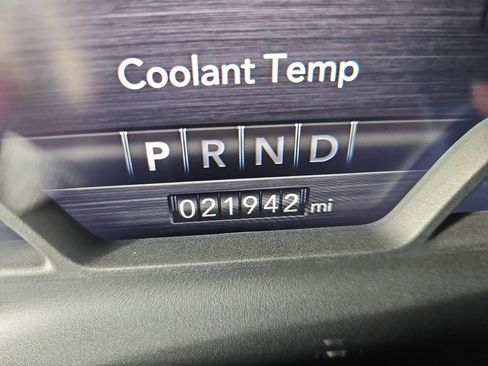 Coolant Temp
P R N D
021942 mi